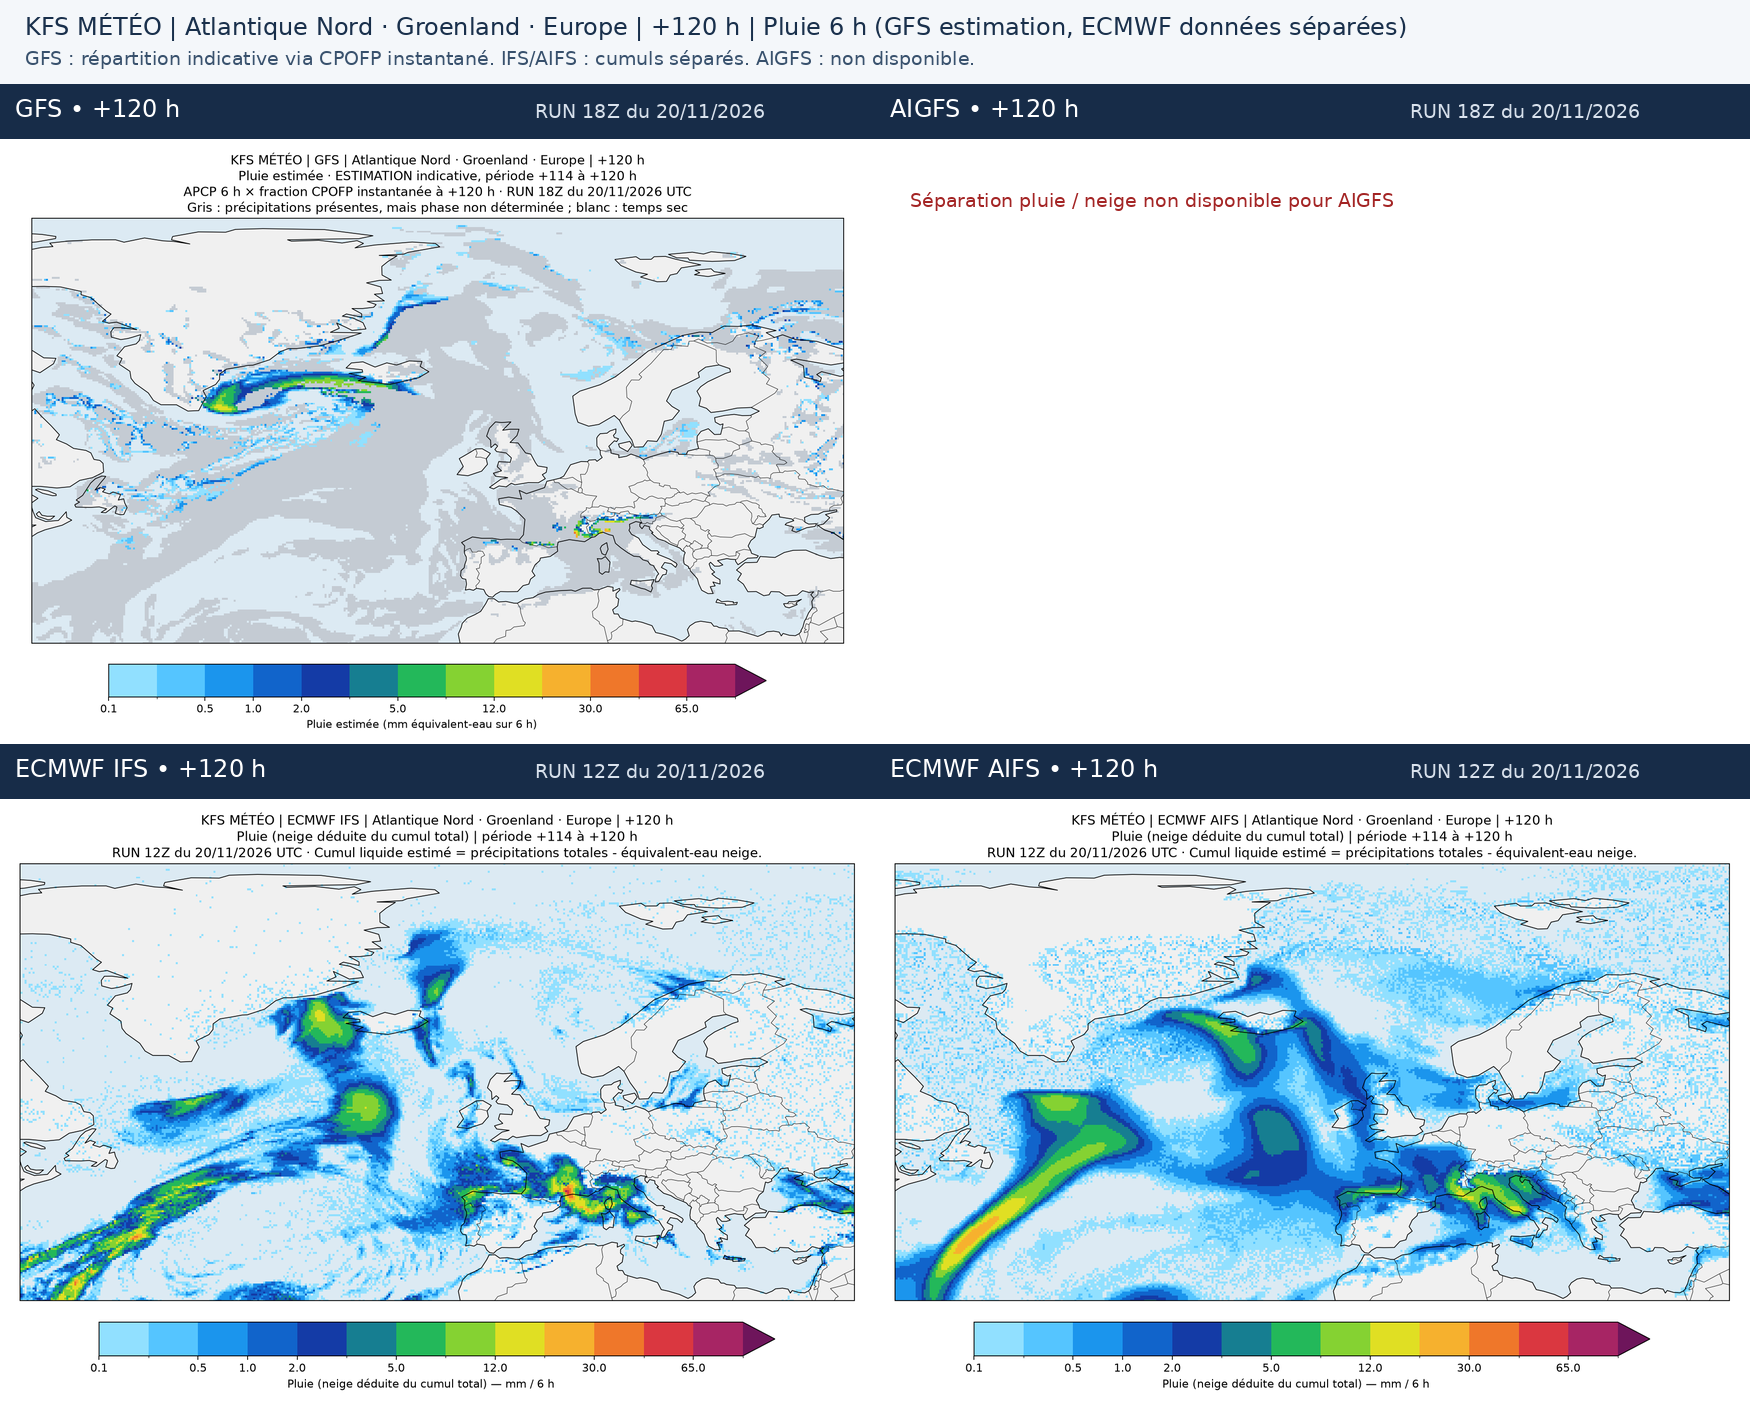 KFS MÉTÉO | Atlantique Nord · Groenland · Europe | +120 h | Pluie 6 h (GFS estimation, ECMWF données séparées)
GFS : répartition indicative via CPOFP instantané. IFS/AIFS : cumuls séparés. AIGFS : non disponible.
GFS • +120 h
RUN 18Z du 20/11/2026
AIGFS • +120 h
RUN 18Z du 20/11/2026
KFS MÉTÉO | GFS | Atlantique Nord · Groenland · Europe | +120 h
Pluie estimée · ESTIMATION indicative, période +114 à +120 h
APCP 6 h × fraction CPOFP instantanée à +120 h · RUN 18Z du 20/11/2026 UTC
Gris : précipitations présentes, mais phase non déterminée ; blanc : temps sec
Séparation pluie / neige non disponible pour AIGFS
0.1 0.5 1.0 2.0 5.0 12.0 30.0 65.0
Pluie estimée (mm équivalent-eau sur 6 h)
ECMWF IFS • +120 h
RUN 12Z du 20/11/2026
ECMWF AIFS • +120 h
RUN 12Z du 20/11/2026
KFS MÉTÉO | ECMWF IFS | Atlantique Nord · Groenland · Europe | +120 h
Pluie (neige déduite du cumul total) | période +114 à +120 h
RUN 12Z du 20/11/2026 UTC · Cumul liquide estimé = précipitations totales - équivalent-eau neige.
KFS MÉTÉO | ECMWF AIFS | Atlantique Nord · Groenland · Europe | +120 h
Pluie (neige déduite du cumul total) | période +114 à +120 h
RUN 12Z du 20/11/2026 UTC · Cumul liquide estimé = précipitations totales - équivalent-eau neige.
0.1 0.5 1.0 2.0 5.0 12.0 30.0 65.0
Pluie (neige déduite du cumul total) — mm / 6 h
0.1 0.5 1.0 2.0 5.0 12.0 30.0 65.0
Pluie (neige déduite du cumul total) — mm / 6 h